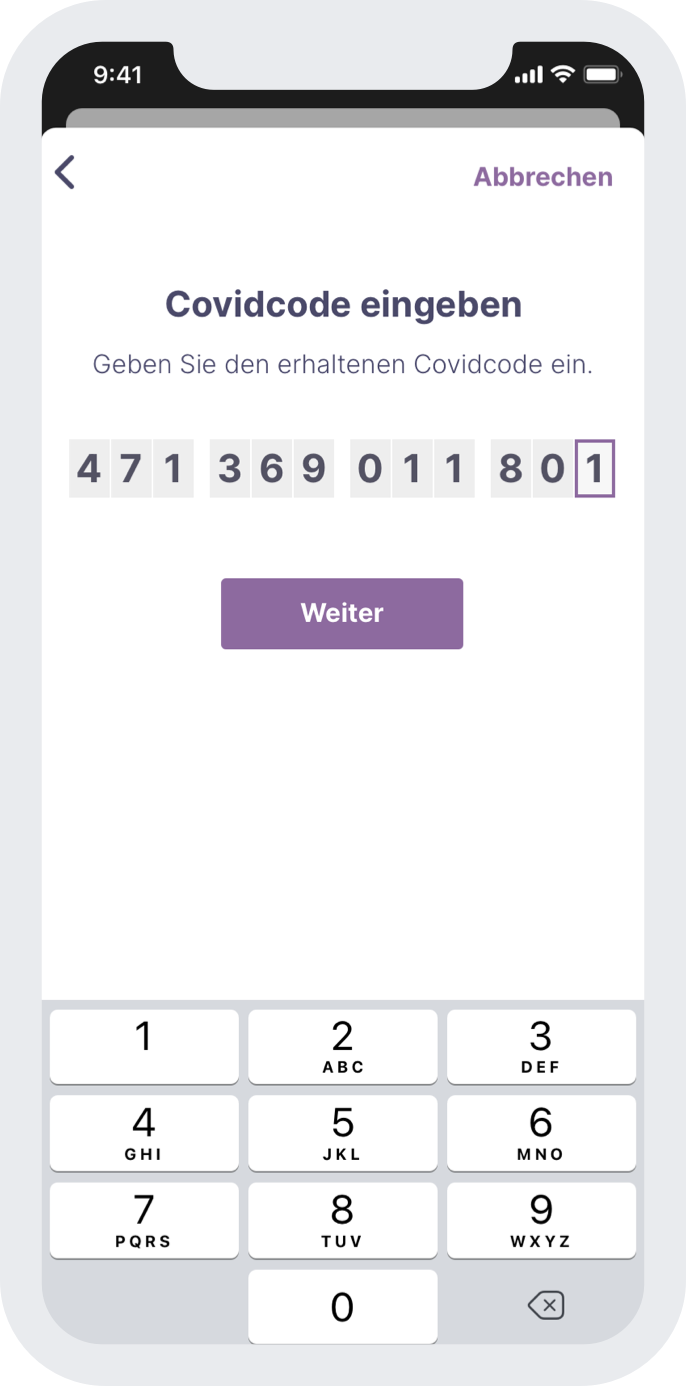 9:41
Abbrechen
Covidcode eingeben
Geben Sie den erhaltenen Covidcode ein.
471 369 011 801
Weiter
1 2 3
ABC DEF
4 5 6
GHI JKL MNO
7 8 9
PQRS TUV WXYZ
0